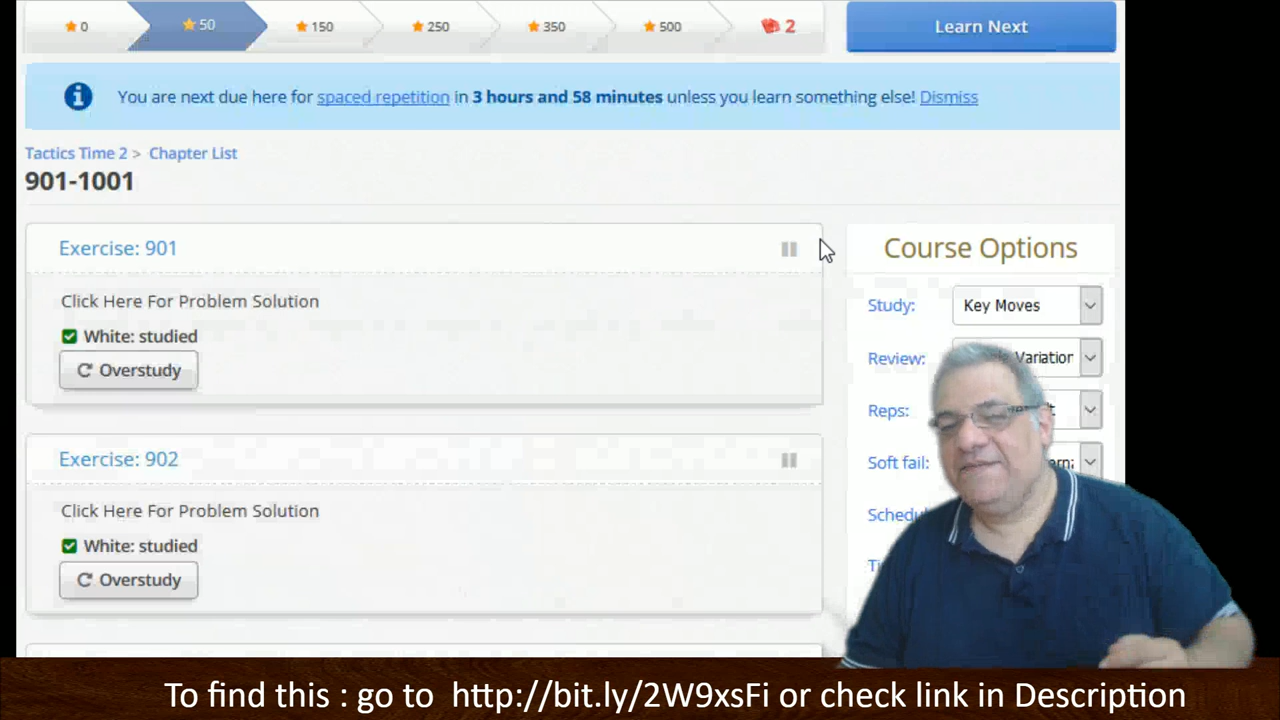 0 50 150 250 350 500 2 Learn Next
You are next due here for spaced repetition in 3 hours and 58 minutes unless you learn something else! Dismiss
Tactics Time 2 > Chapter List
901-1001
Exercise: 901
Click Here For Problem Solution
White: studied
Overstudy
Exercise: 902
Click Here For Problem Solution
White: studied
Overstudy
Course Options
Study: Key Moves
Review: Variation
Reps:
Soft fail:
To find this : go to http://bit.ly/2W9xsFi or check link in Description